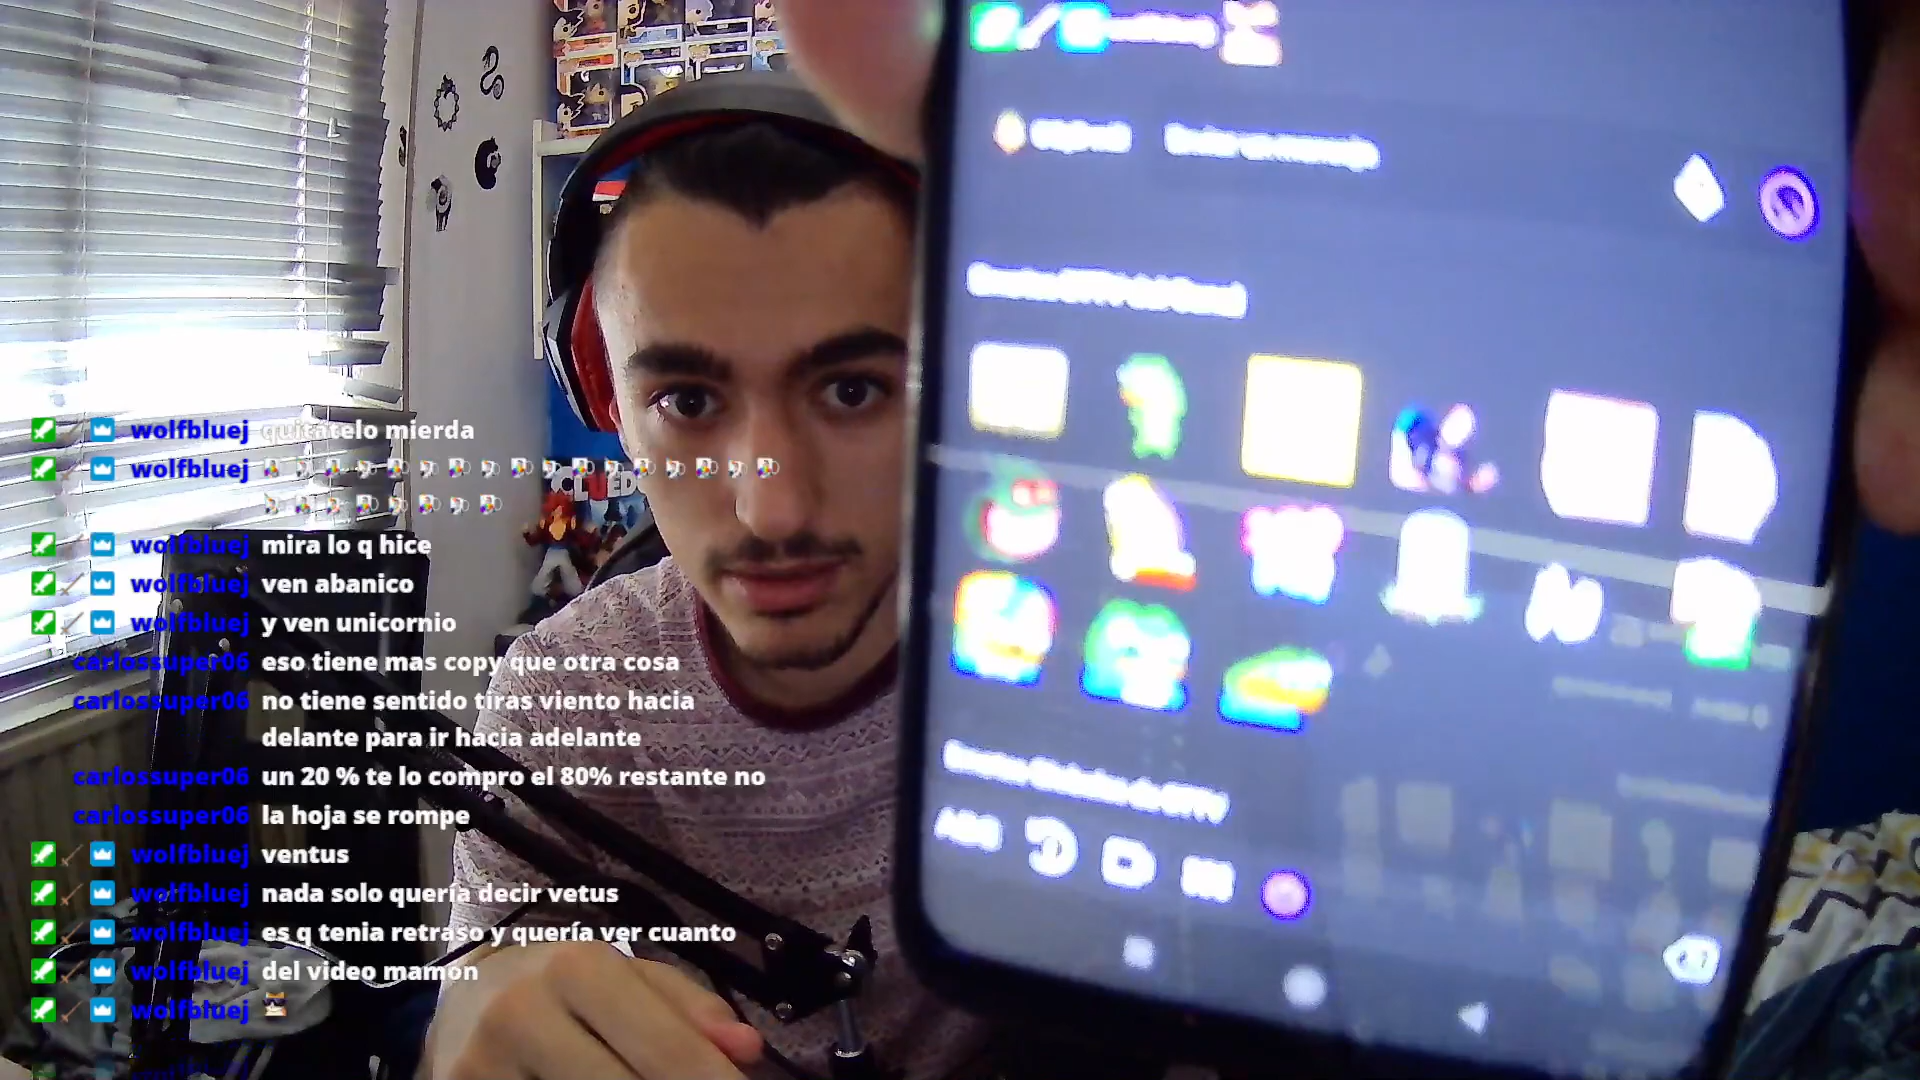 wolfbluej quitatelo mierda
wolfbluej
wolfbluej mira lo q hice
wolfbluej ven abanico
wolfbluej y ven unicornio
carlossuper06 eso tiene mas copy que otra cosa
carlossuper06 no tiene sentido tiras viento hacia
delante para ir hacia adelante
carlossuper06 un 20 % te lo compro el 80% restante no
carlossuper06 la hoja se rompe
wolfbluej ventus
wolfbluej nada solo quería decir vetus
wolfbluej es q tenia retraso y quería ver cuanto
wolfbluej del video mamon
wolfbluej
CLUEDO
ABC